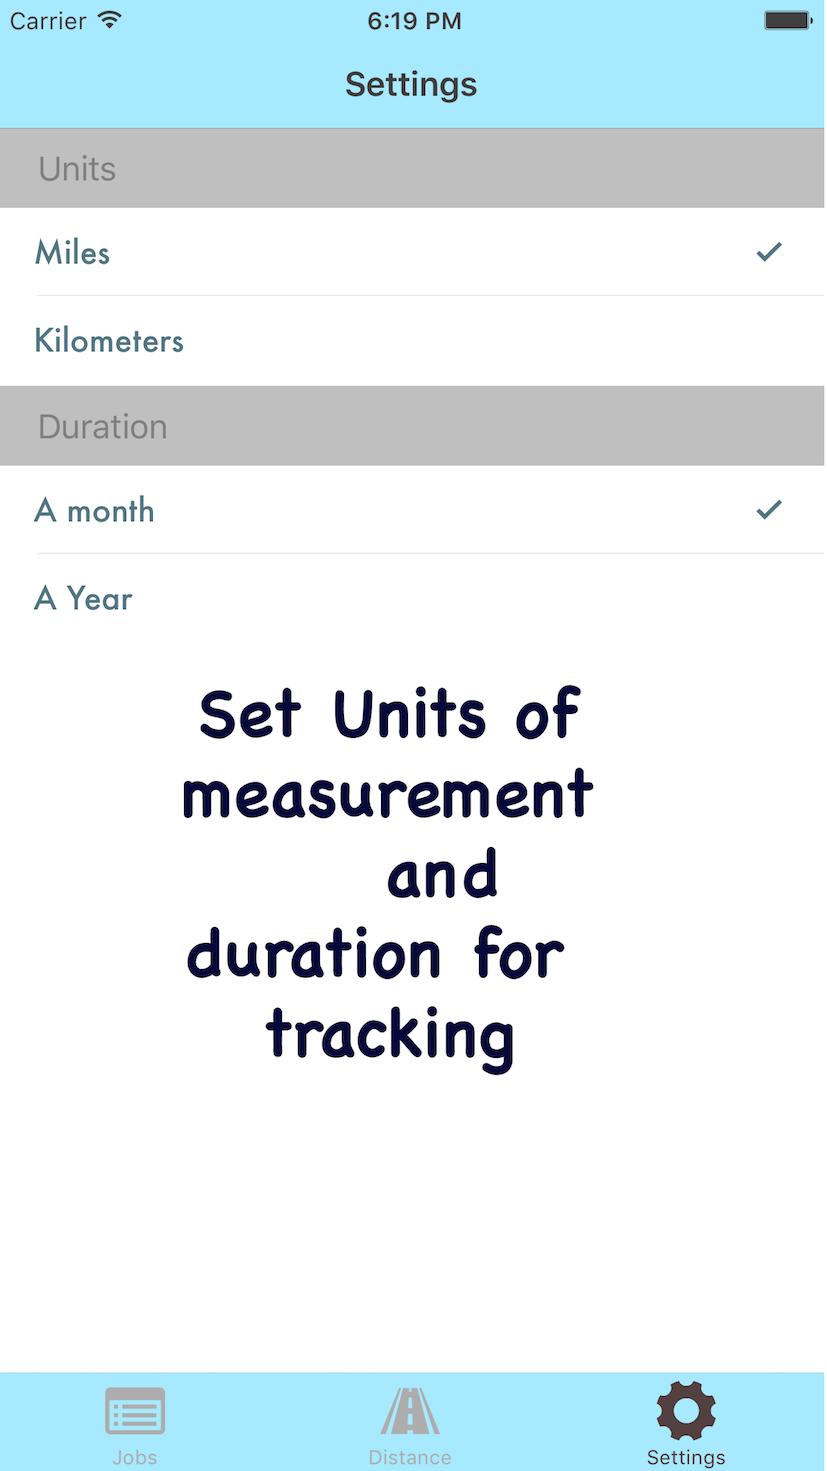 Carrier 6:19 PM
Settings
Units
Miles
Kilometers
Duration
A month
A Year
Set Units of
measurement
and
duration for
tracking
Jobs Distance Settings